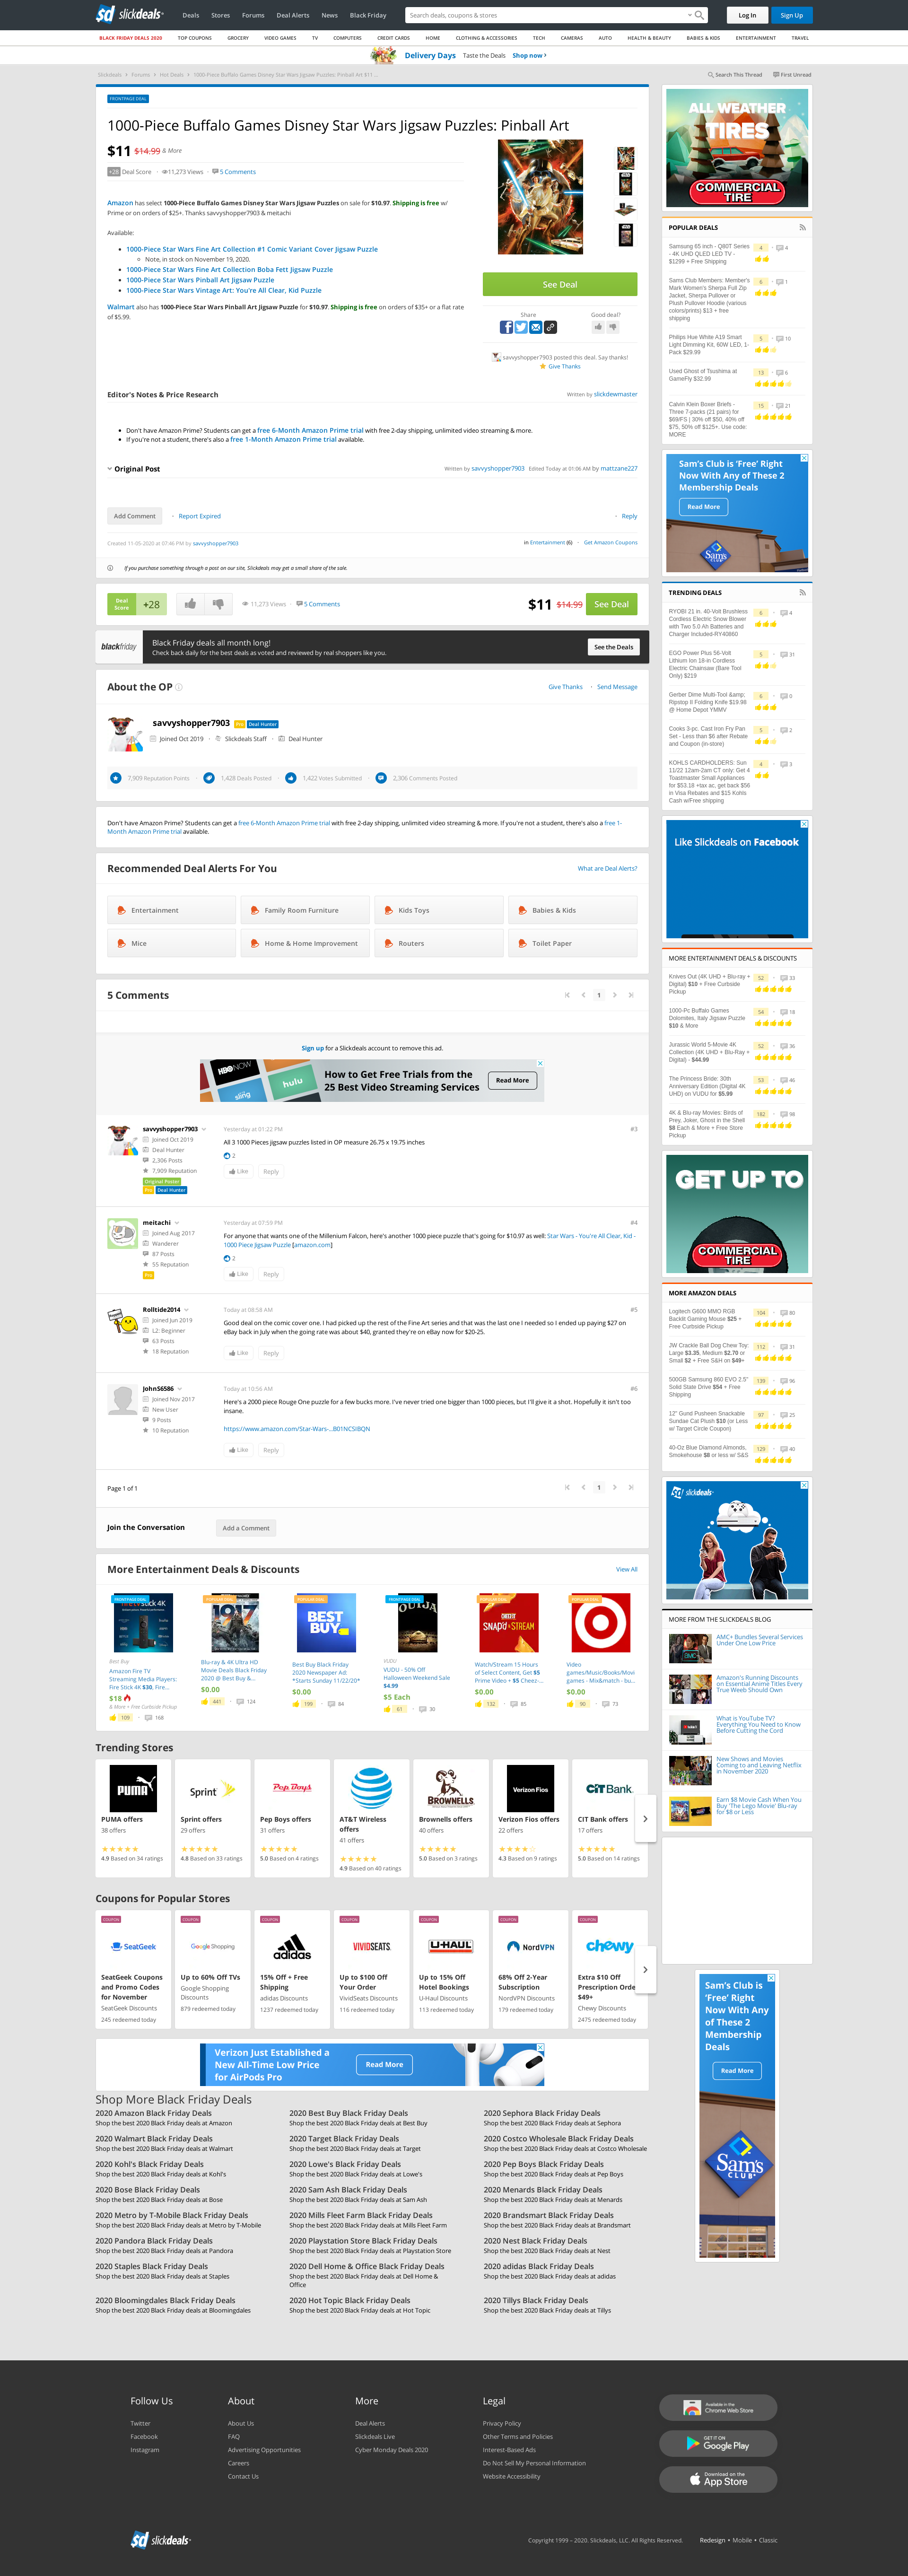 slickdeals
Deals Stores Forums Deal Alerts News Black Friday
Search deals, coupons & stores
Log In
Sign Up
BLACK FRIDAY DEALS 2020 TOP COUPONS GROCERY VIDEO GAMES TV COMPUTERS CREDIT CARDS HOME CLOTHING & ACCESSORIES TECH CAMERAS AUTO HEALTH & BEAUTY BABIES & KIDS ENTERTAINMENT TRAVEL
Delivery Days Taste the Deals Shop now
Slickdeals Forums Hot Deals 1000-Piece Buffalo Games Disney Star Wars Jigsaw Puzzles: Pinball Art $11 ...
Search This Thread First Unread
FRONTPAGE DEAL
1000-Piece Buffalo Games Disney Star Wars Jigsaw Puzzles: Pinball Art
$11 $14.99 & More
+28 Deal Score 11,273 Views 5 Comments
Amazon has select 1000-Piece Buffalo Games Disney Star Wars Jigsaw Puzzles on sale for $10.97. Shipping is free w/
Prime or on orders of $25+. Thanks savvyshopper7903 & meitachi
Available:
1000-Piece Star Wars Fine Art Collection #1 Comic Variant Cover Jigsaw Puzzle
Note, in stock on November 19, 2020.
1000-Piece Star Wars Fine Art Collection Boba Fett Jigsaw Puzzle
1000-Piece Star Wars Pinball Art Jigsaw Puzzle
1000-Piece Star Wars Vintage Art: You're All Clear, Kid Puzzle
Walmart also has 1000-Piece Star Wars Pinball Art Jigsaw Puzzle for $10.97. Shipping is free on orders of $35+ or a flat rate
of $5.99.
See Deal
Share
Good deal?
savvyshopper7903 posted this deal. Say thanks!
Give Thanks
Editor's Notes & Price Research
Written by slickdewmaster
Don't have Amazon Prime? Students can get a free 6-Month Amazon Prime trial with free 2-day shipping, unlimited video streaming & more.
If you're not a student, there's also a free 1-Month Amazon Prime trial available.
Original Post
Written by savvyshopper7903 Edited Today at 01:06 AM by mattzane227
Add Comment Report Expired Reply
Created 11-05-2020 at 07:46 PM by savvyshopper7903
in Entertainment (6) Get Amazon Coupons
If you purchase something through a post on our site, Slickdeals may get a small share of the sale.
Deal
Score
+28
11,273 Views 5 Comments
$11 $14.99
See Deal
blackfriday
Black Friday deals all month long!
Check back daily for the best deals as voted and reviewed by real shoppers like you.
See the Deals
About the OP
Give Thanks Send Message
savvyshopper7903 Pro Deal Hunter
Joined Oct 2019 Slickdeals Staff Deal Hunter
7,909 Reputation Points 1,428 Deals Posted 1,422 Votes Submitted 2,306 Comments Posted
Don't have Amazon Prime? Students can get a free 6-Month Amazon Prime trial with free 2-day shipping, unlimited video streaming & more. If you're not a student, there's also a free 1-
Month Amazon Prime trial available.
Recommended Deal Alerts For You
What are Deal Alerts?
Entertainment
Family Room Furniture
Kids Toys
Babies & Kids
Mice
Home & Home Improvement
Routers
Toilet Paper
5 Comments
1
Sign up for a Slickdeals account to remove this ad.
HBO NOW
sling
hulu
How to Get Free Trials from the
25 Best Video Streaming Services
Read More
savvyshopper7903
Joined Oct 2019
Deal Hunter
2,306 Posts
7,909 Reputation
Original Poster
Pro Deal Hunter
Yesterday at 01:22 PM
#3
All 3 1000 Pieces jigsaw puzzles listed in OP measure 26.75 x 19.75 inches
2
Like Reply
meitachi
Joined Aug 2017
Wanderer
87 Posts
55 Reputation
Pro
Yesterday at 07:59 PM
#4
For anyone that wants one of the Millenium Falcon, here's another 1000 piece puzzle that's going for $10.97 as well: Star Wars - You're All Clear, Kid -
1000 Piece Jigsaw Puzzle [amazon.com]
2
Like Reply
Rolltide2014
Joined Jun 2019
L2: Beginner
63 Posts
18 Reputation
Today at 08:58 AM
#5
Good deal on the comic cover one. I had picked up the rest of the Fine Art series and that was the last one I needed so I ended up paying $27 on
eBay back in July when the going rate was about $40, granted they're on eBay now for $20-25.
Like Reply
JohnS6586
Joined Nov 2017
New User
9 Posts
10 Reputation
Today at 10:56 AM
#6
Here's a 2000 piece Rouge One puzzle for a few bucks more. I've never tried one bigger than 1000 pieces, but I'll give it a shot. Hopefully it isn't too
insane.
https://www.amazon.com/Star-Wars-...B01NCSIBQN
Like Reply
Page 1 of 1
1
Join the Conversation
Add a Comment
More Entertainment Deals & Discounts
View All
FRONTPAGE DEAL
Best Buy
Amazon Fire TV
Streaming Media Players:
Fire Stick 4K $30, Fire...
$18
& More + Free Curbside Pickup
109 168
POPULAR DEAL
Blu-ray & 4K Ultra HD
Movie Deals Black Friday
2020 @ Best Buy &...
$0.00
441 124
POPULAR DEAL
BEST BUY
Best Buy Black Friday
2020 Newspaper Ad:
*Starts Sunday 11/22/20*
$0.00
199 84
FRONTPAGE DEAL
OUIJA
VUDU
VUDU - 50% Off
Halloween Weekend Sale
$4.99
$5 Each
61 30
POPULAR DEAL
SNAP'D STREAM
Watch/Stream 15 Hours
of Select Content, Get $5
Prime Video + $5 Cheez-...
$0.00
132 85
POPULAR DEAL
Video
games/Music/Books/Movi
games - Mix&match - bu...
$0.00
90 73
Trending Stores
PUMA
PUMA offers
38 offers
4.9 Based on 34 ratings
Sprint
Sprint offers
29 offers
4.8 Based on 33 ratings
Pep Boys
Pep Boys offers
31 offers
5.0 Based on 4 ratings
AT&T Wireless
offers
41 offers
4.9 Based on 40 ratings
BROWNELLS
Brownells offers
40 offers
5.0 Based on 3 ratings
Verizon Fios
Verizon Fios offers
22 offers
4.3 Based on 9 ratings
CIT Bank
CIT Bank offers
17 offers
5.0 Based on 14 ratings
Coupons for Popular Stores
COUPON
SeatGeek
SeatGeek Coupons
and Promo Codes
for November
SeatGeek Discounts
245 redeemed today
COUPON
Google Shopping
Up to 60% Off TVs
Google Shopping
Discounts
879 redeemed today
COUPON
adidas
15% Off + Free
Shipping
adidas Discounts
1237 redeemed today
COUPON
VIVIDSEATS
Up to $100 Off
Your Order
VividSeats Discounts
116 redeemed today
COUPON
U-HAUL
Up to 15% Off
Hotel Bookings
U-Haul Discounts
113 redeemed today
COUPON
NordVPN
68% Off 2-Year
Subscription
NordVPN Discounts
179 redeemed today
COUPON
chewy
Extra $10 Off
Prescription Orde
$49+
Chewy Discounts
2475 redeemed today
Verizon Just Established a
New All-Time Low Price
for AirPods Pro
Read More
Shop More Black Friday Deals
2020 Amazon Black Friday Deals
Shop the best 2020 Black Friday deals at Amazon
2020 Best Buy Black Friday Deals
Shop the best 2020 Black Friday deals at Best Buy
2020 Sephora Black Friday Deals
Shop the best 2020 Black Friday deals at Sephora
2020 Walmart Black Friday Deals
Shop the best 2020 Black Friday deals at Walmart
2020 Target Black Friday Deals
Shop the best 2020 Black Friday deals at Target
2020 Costco Wholesale Black Friday Deals
Shop the best 2020 Black Friday deals at Costco Wholesale
2020 Kohl's Black Friday Deals
Shop the best 2020 Black Friday deals at Kohl's
2020 Lowe's Black Friday Deals
Shop the best 2020 Black Friday deals at Lowe's
2020 Pep Boys Black Friday Deals
Shop the best 2020 Black Friday deals at Pep Boys
2020 Bose Black Friday Deals
Shop the best 2020 Black Friday deals at Bose
2020 Sam Ash Black Friday Deals
Shop the best 2020 Black Friday deals at Sam Ash
2020 Menards Black Friday Deals
Shop the best 2020 Black Friday deals at Menards
2020 Metro by T-Mobile Black Friday Deals
Shop the best 2020 Black Friday deals at Metro by T-Mobile
2020 Mills Fleet Farm Black Friday Deals
Shop the best 2020 Black Friday deals at Mills Fleet Farm
2020 Brandsmart Black Friday Deals
Shop the best 2020 Black Friday deals at Brandsmart
2020 Pandora Black Friday Deals
Shop the best 2020 Black Friday deals at Pandora
2020 Playstation Store Black Friday Deals
Shop the best 2020 Black Friday deals at Playstation Store
2020 Nest Black Friday Deals
Shop the best 2020 Black Friday deals at Nest
2020 Staples Black Friday Deals
Shop the best 2020 Black Friday deals at Staples
2020 Dell Home & Office Black Friday Deals
Shop the best 2020 Black Friday deals at Dell Home &
Office
2020 adidas Black Friday Deals
Shop the best 2020 Black Friday deals at adidas
2020 Bloomingdales Black Friday Deals
Shop the best 2020 Black Friday deals at Bloomingdales
2020 Hot Topic Black Friday Deals
Shop the best 2020 Black Friday deals at Hot Topic
2020 Tillys Black Friday Deals
Shop the best 2020 Black Friday deals at Tillys
ALL WEATHER
TIRES
COMMERCIAL
TIRE
POPULAR DEALS
Samsung 65 inch - Q80T Series
- 4K UHD QLED LED TV -
$1299 + Free Shipping
4 4
Sams Club Members: Member's
Mark Women's Sherpa Full Zip
Jacket, Sherpa Pullover or
Plush Pullover Hoodie (various
colors/prints) $13 + free
shipping
6 1
Philips Hue White A19 Smart
Light Dimming Kit, 60W LED, 1-
Pack $29.99
5 10
Used Ghost of Tsushima at
GameFly $32.99
13 6
Calvin Klein Boxer Briefs -
Three 7-packs (21 pairs) for
$69/FS | 30% off $50, 40% off
$75, 50% off $125+. Use code:
MORE
15 21
Sam's Club is 'Free' Right
Now With Any of These 2
Membership Deals
Read More
Sam's
CLUB
TRENDING DEALS
RYOBI 21 in. 40-Volt Brushless
Cordless Electric Snow Blower
with Two 5.0 Ah Batteries and
Charger Included-RY40860
6 4
EGO Power Plus 56-Volt
Lithium Ion 18-in Cordless
Electric Chainsaw (Bare Tool
Only) $219
5 31
Gerber Dime Multi-Tool &amp;
Ripstop II Folding Knife $19.98
@ Home Depot YMMV
6 0
Cooks 3-pc. Cast Iron Fry Pan
Set - Less than $6 after Rebate
and Coupon (in-store)
5 2
KOHLS CARDHOLDERS: Sun
11/22 12am-2am CT only: Get 4
Toastmaster Small Appliances
for $53.18 +tax ac, get back $56
in Visa Rebates and $15 Kohls
Cash w/Free shipping
4 3
Like Slickdeals on Facebook
MORE ENTERTAINMENT DEALS & DISCOUNTS
Knives Out (4K UHD + Blu-ray +
Digital) $10 + Free Curbside
Pickup
52 33
1000-Pc Buffalo Games
Dolomites, Italy Jigsaw Puzzle
$10 & More
54 18
Jurassic World 5-Movie 4K
Collection (4K UHD + Blu-Ray +
Digital) - $44.99
52 36
The Princess Bride: 30th
Anniversary Edition (Digital 4K
UHD) on VUDU for $5.99
53 46
4K & Blu-ray Movies: Birds of
Prey, Joker, Ghost in the Shell
$8 Each & More + Free Store
Pickup
182 98
GET UP TO
COMMERCIAL
TIRE
MORE AMAZON DEALS
Logitech G600 MMO RGB
Backlit Gaming Mouse $25 +
Free Curbside Pickup
104 80
JW Crackle Ball Dog Chew Toy:
Large $3.35, Medium $2.70 or
Small $2 + Free S&H on $49+
112 31
500GB Samsung 860 EVO 2.5"
Solid State Drive $54 + Free
Shipping
139 96
12" Gund Pusheen Snackable
Sundae Cat Plush $10 (or Less
w/ Target Circle Coupon)
97 25
40-Oz Blue Diamond Almonds,
Smokehouse $8 or less w/ S&S
129 40
slickdeals
MORE FROM THE SLICKDEALS BLOG
AMC+ Bundles Several Services
Under One Low Price
Amazon's Running Discounts
on Essential Anime Titles Every
True Weeb Should Own
What is YouTube TV?
Everything You Need to Know
Before Cutting the Cord
New Shows and Movies
Coming to and Leaving Netflix
in November 2020
Earn $8 Movie Cash When You
Buy 'The Lego Movie' Blu-ray
for $8 or Less
Sam's Club is
'Free' Right
Now With Any
of These 2
Membership
Deals
Read More
Sam's
CLUB
Follow Us
Twitter
Facebook
Instagram
About
About Us
FAQ
Advertising Opportunities
Careers
Contact Us
More
Deal Alerts
Slickdeals Live
Cyber Monday Deals 2020
Legal
Privacy Policy
Other Terms and Policies
Interest-Based Ads
Do Not Sell My Personal Information
Website Accessibility
Available in the
Chrome Web Store
GET IT ON
Google Play
Download on the
App Store
slickdeals
Copyright 1999 – 2020. Slickdeals, LLC. All Rights Reserved. Redesign • Mobile • Classic